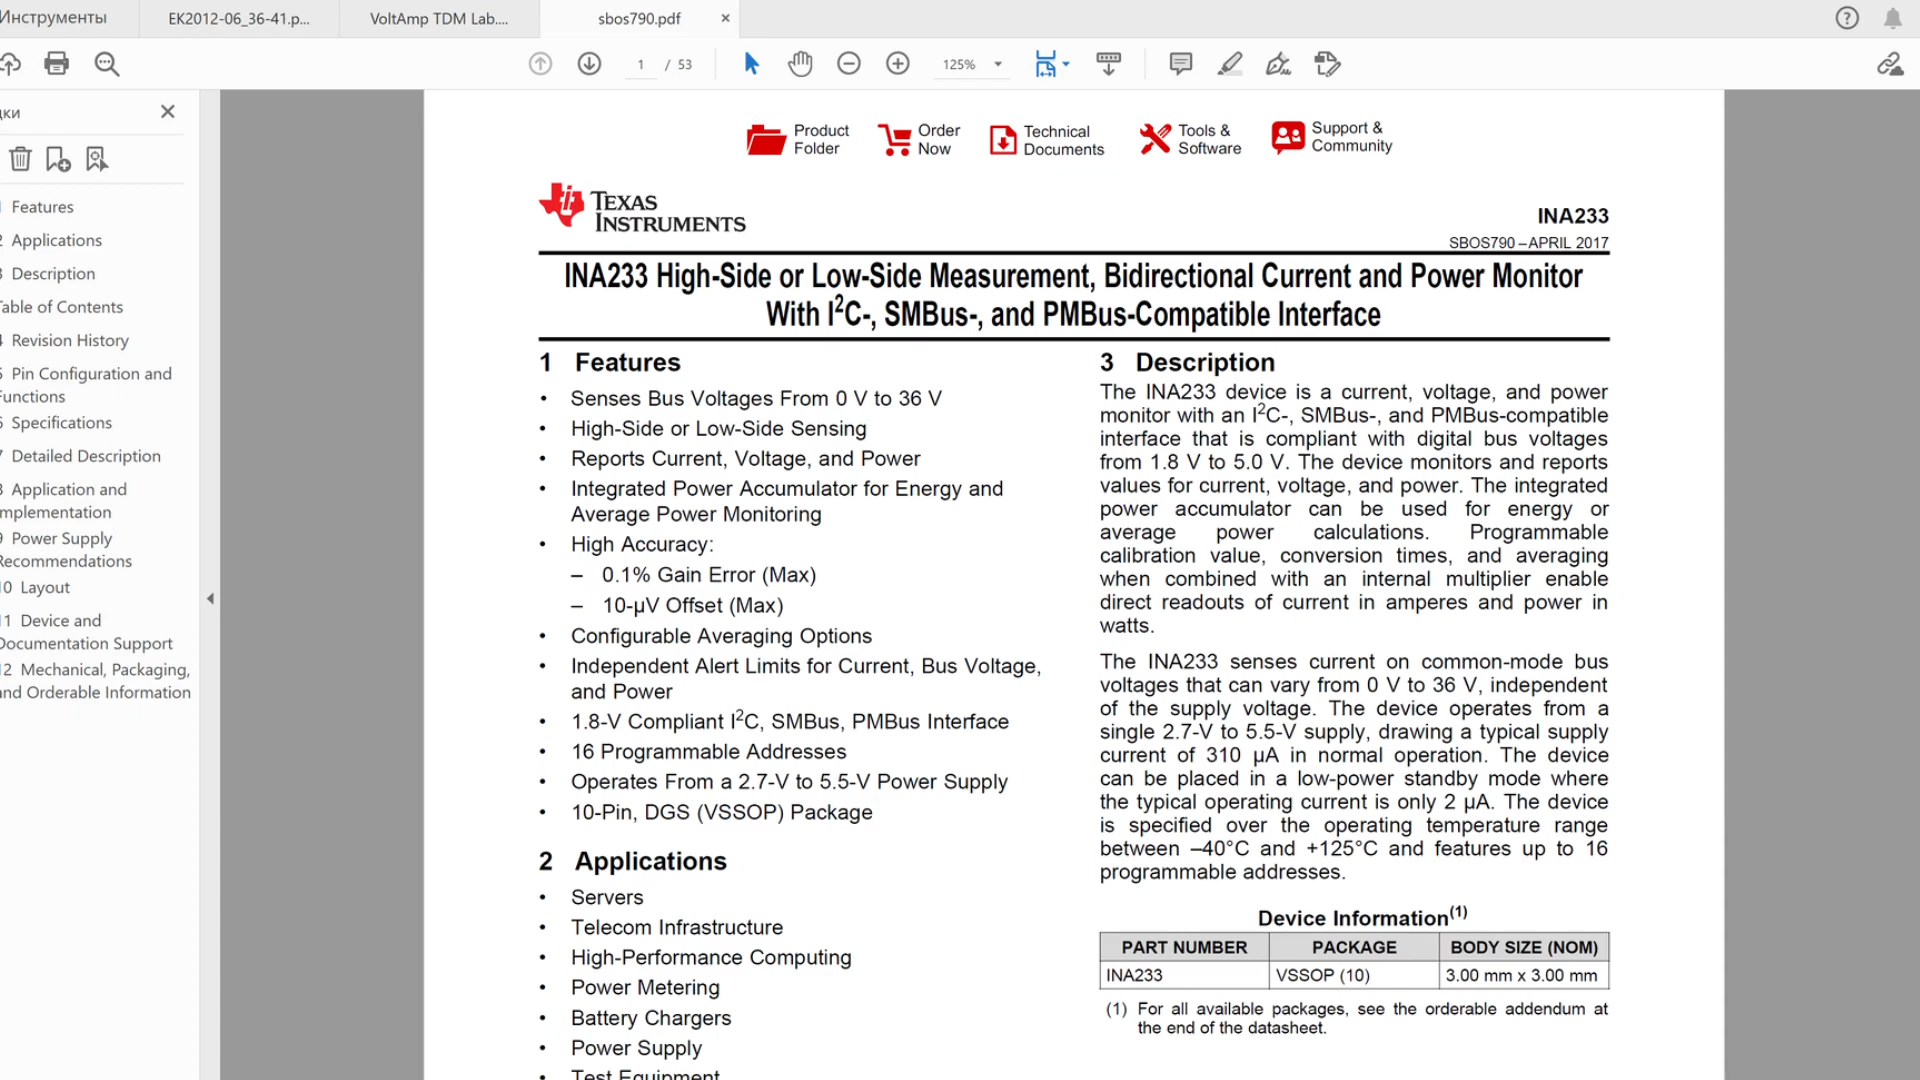 Инструменты
EK2012-06_36-41.p...
VoltAmp TDM Lab....
sbos790.pdf
1 / 53
125%
Features
Applications
Description
Table of Contents
Revision History
Pin Configuration and
Functions
Specifications
Detailed Description
Application and
Implementation
Power Supply
Recommendations
10 Layout
11 Device and
Documentation Support
12 Mechanical, Packaging,
and Orderable Information
Product
Folder
Order
Now
Technical
Documents
Tools &
Software
Support &
Community
TEXAS
INSTRUMENTS
INA233
SBOS790 – APRIL 2017
INA233 High-Side or Low-Side Measurement, Bidirectional Current and Power Monitor
With I²C-, SMBus-, and PMBus-Compatible Interface
1 Features
• Senses Bus Voltages From 0 V to 36 V
• High-Side or Low-Side Sensing
• Reports Current, Voltage, and Power
• Integrated Power Accumulator for Energy and
Average Power Monitoring
• High Accuracy:
– 0.1% Gain Error (Max)
– 10-µV Offset (Max)
• Configurable Averaging Options
• Independent Alert Limits for Current, Bus Voltage,
and Power
• 1.8-V Compliant I²C, SMBus, PMBus Interface
• 16 Programmable Addresses
• Operates From a 2.7-V to 5.5-V Power Supply
• 10-Pin, DGS (VSSOP) Package
2 Applications
• Servers
• Telecom Infrastructure
• High-Performance Computing
• Power Metering
• Battery Chargers
• Power Supply
• Test Equipment
3 Description
The INA233 device is a current, voltage, and power
monitor with an I²C-, SMBus-, and PMBus-compatible
interface that is compliant with digital bus voltages
from 1.8 V to 5.0 V. The device monitors and reports
values for current, voltage, and power. The integrated
power accumulator can be used for energy or
average power calculations. Programmable
calibration value, conversion times, and averaging
when combined with an internal multiplier enable
direct readouts of current in amperes and power in
watts.
The INA233 senses current on common-mode bus
voltages that can vary from 0 V to 36 V, independent
of the supply voltage. The device operates from a
single 2.7-V to 5.5-V supply, drawing a typical supply
current of 310 µA in normal operation. The device
can be placed in a low-power standby mode where
the typical operating current is only 2 µA. The device
is specified over the operating temperature range
between –40°C and +125°C and features up to 16
programmable addresses.
Device Information(1)
PART NUMBER PACKAGE BODY SIZE (NOM)
INA233 VSSOP (10) 3.00 mm x 3.00 mm
(1) For all available packages, see the orderable addendum at
the end of the datasheet.